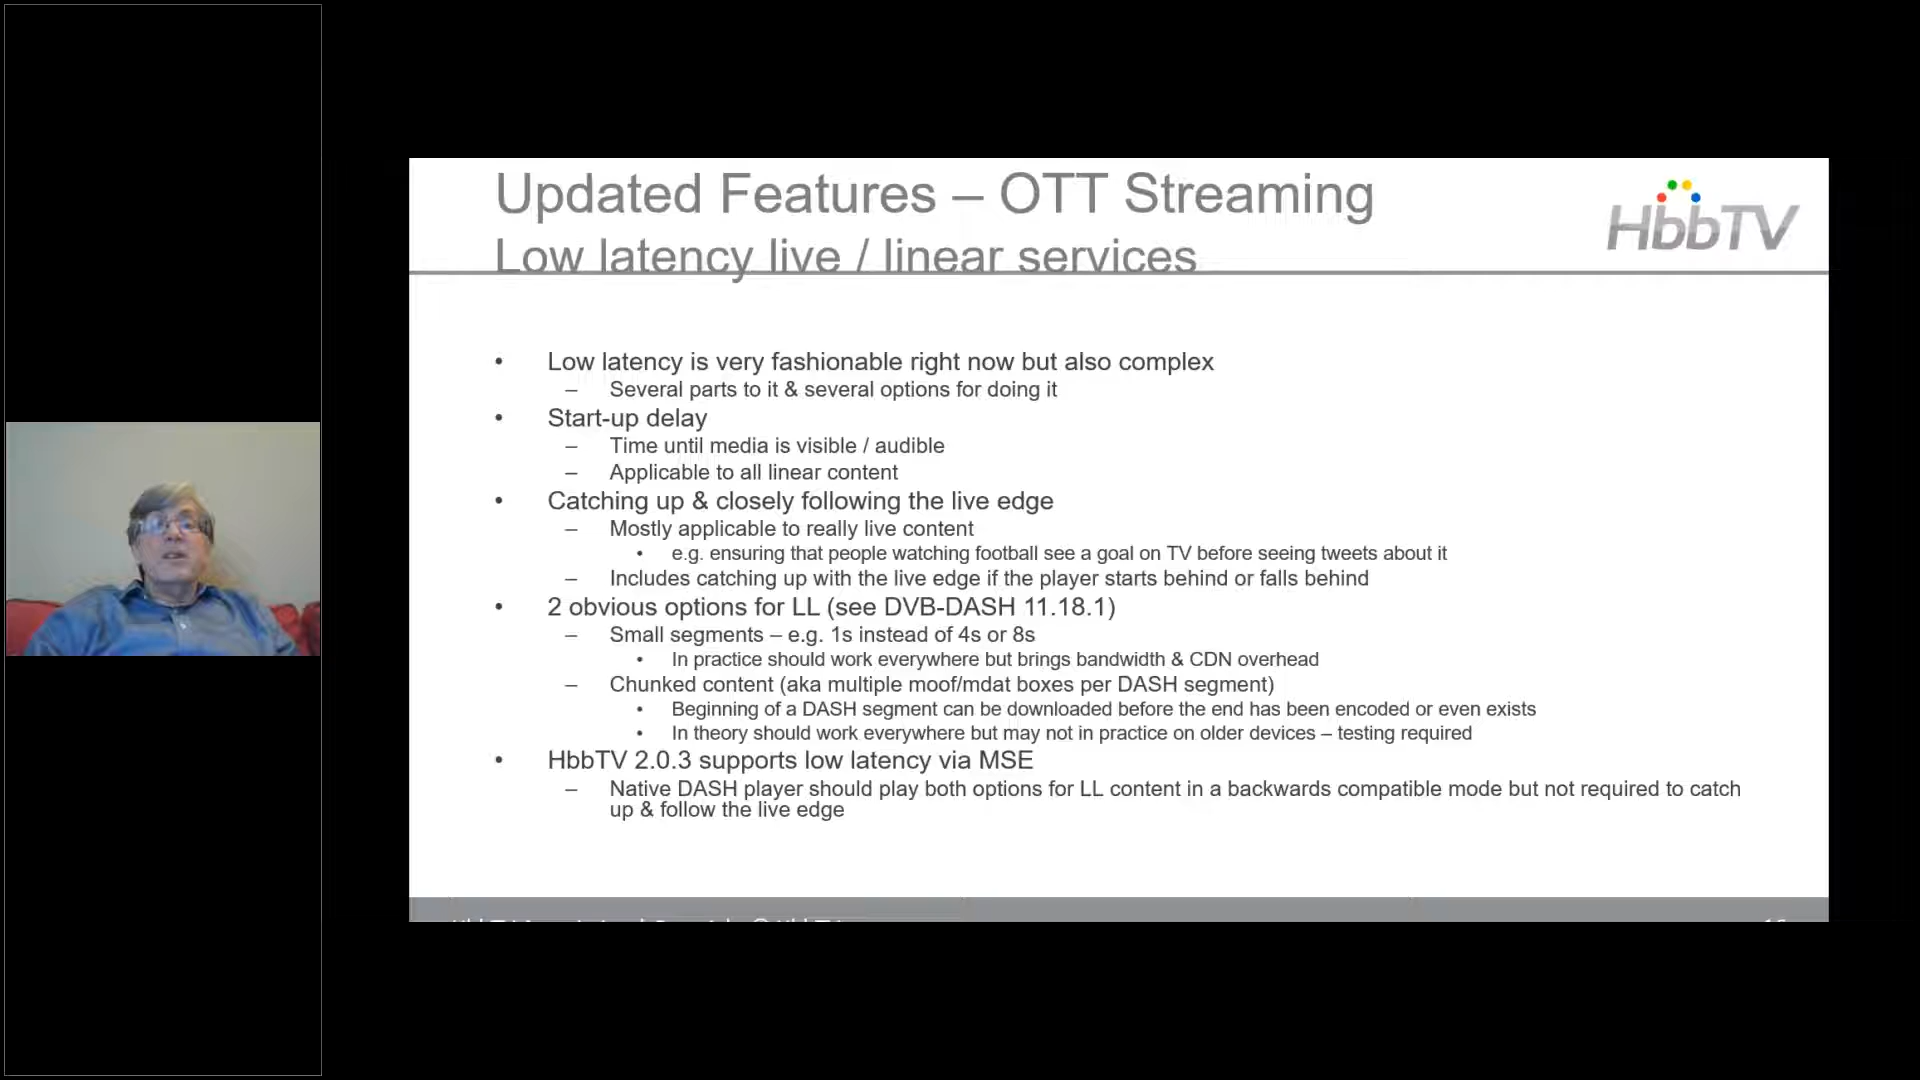 Updated Features – OTT Streaming
Low latency live / linear services
HbbTV
• Low latency is very fashionable right now but also complex
– Several parts to it & several options for doing it
• Start-up delay
– Time until media is visible / audible
– Applicable to all linear content
• Catching up & closely following the live edge
– Mostly applicable to really live content
• e.g. ensuring that people watching football see a goal on TV before seeing tweets about it
– Includes catching up with the live edge if the player starts behind or falls behind
• 2 obvious options for LL (see DVB-DASH 11.18.1)
– Small segments – e.g. 1s instead of 4s or 8s
• In practice should work everywhere but brings bandwidth & CDN overhead
– Chunked content (aka multiple moof/mdat boxes per DASH segment)
• Beginning of a DASH segment can be downloaded before the end has been encoded or even exists
• In theory should work everywhere but may not in practice on older devices – testing required
• HbbTV 2.0.3 supports low latency via MSE
– Native DASH player should play both options for LL content in a backwards compatible mode but not required to catch
up & follow the live edge